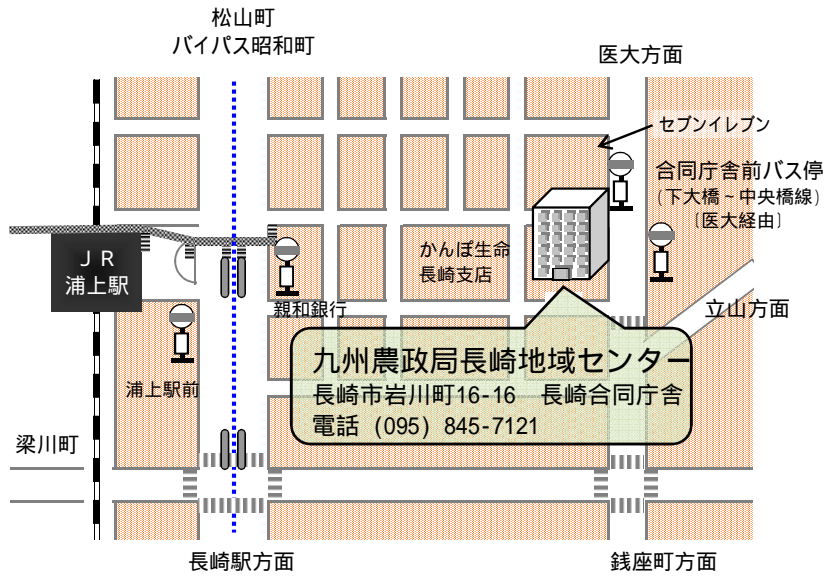 松山町
バイパス昭和町
医大方面
セブンイレブン
合同庁舎前バス停
(下大橋~中央橋線)
〔医大経由〕
ＪＲ
浦上駅
かんぽ生命
長崎支店
親和銀行
立山方面
浦上駅前
九州農政局長崎地域センター
長崎市岩川町16-16　長崎合同庁舎
電話 (095) 845-7121
梁川町
長崎駅方面
銭座町方面